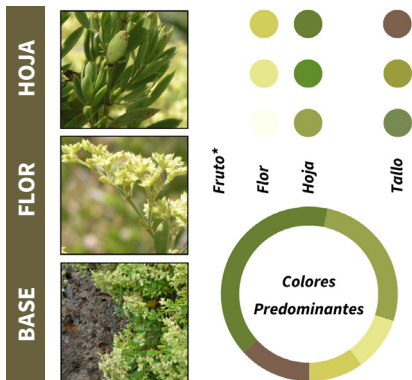 HOJA
FLOR
BASE
Fruto*
Flor
Hoja
Tallo
Colores
Predominantes